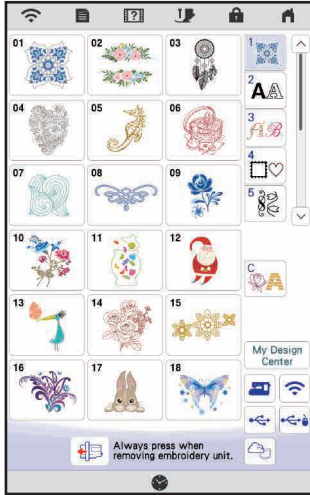 01 02 03
04 05 06
07 08 09
10 11 12
13 14 15
16 17 18
1
2
AA
3
AB
4
5
C
A
My Design
Center
Always press when
removing embroidery unit.